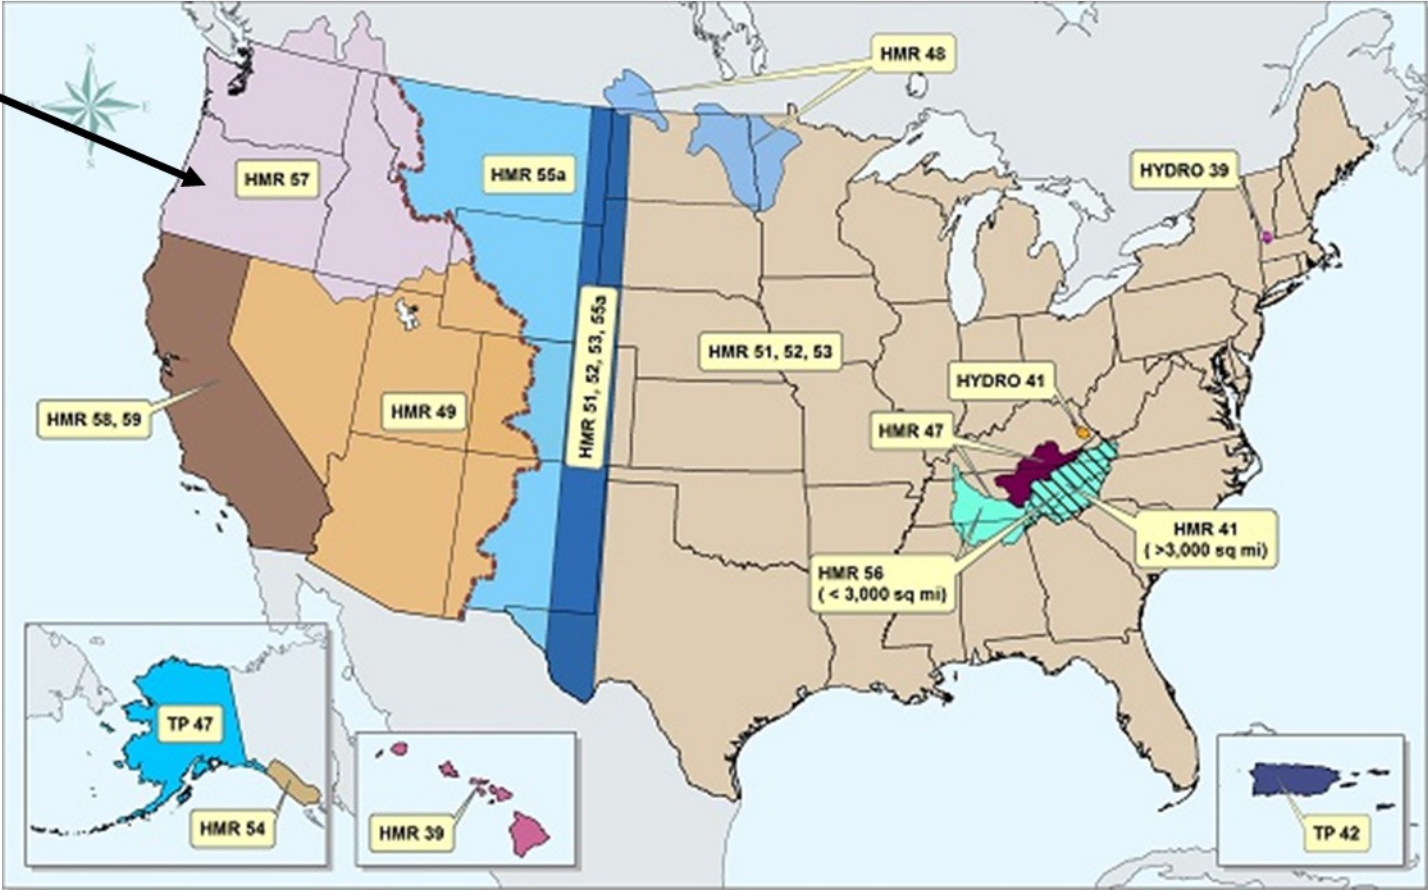 N
E
S
HMR 48
HMR 57
HMR 55a
HYDRO 39
HMR 51, 52, 53, 55a
HMR 51, 52, 53
HYDRO 41
HMR 58, 59
HMR 49
HMR 47
HMR 41
( >3,000 sq mi)
HMR 56
( < 3,000 sq mi)
TP 47
HMR 54
HMR 39
TP 42